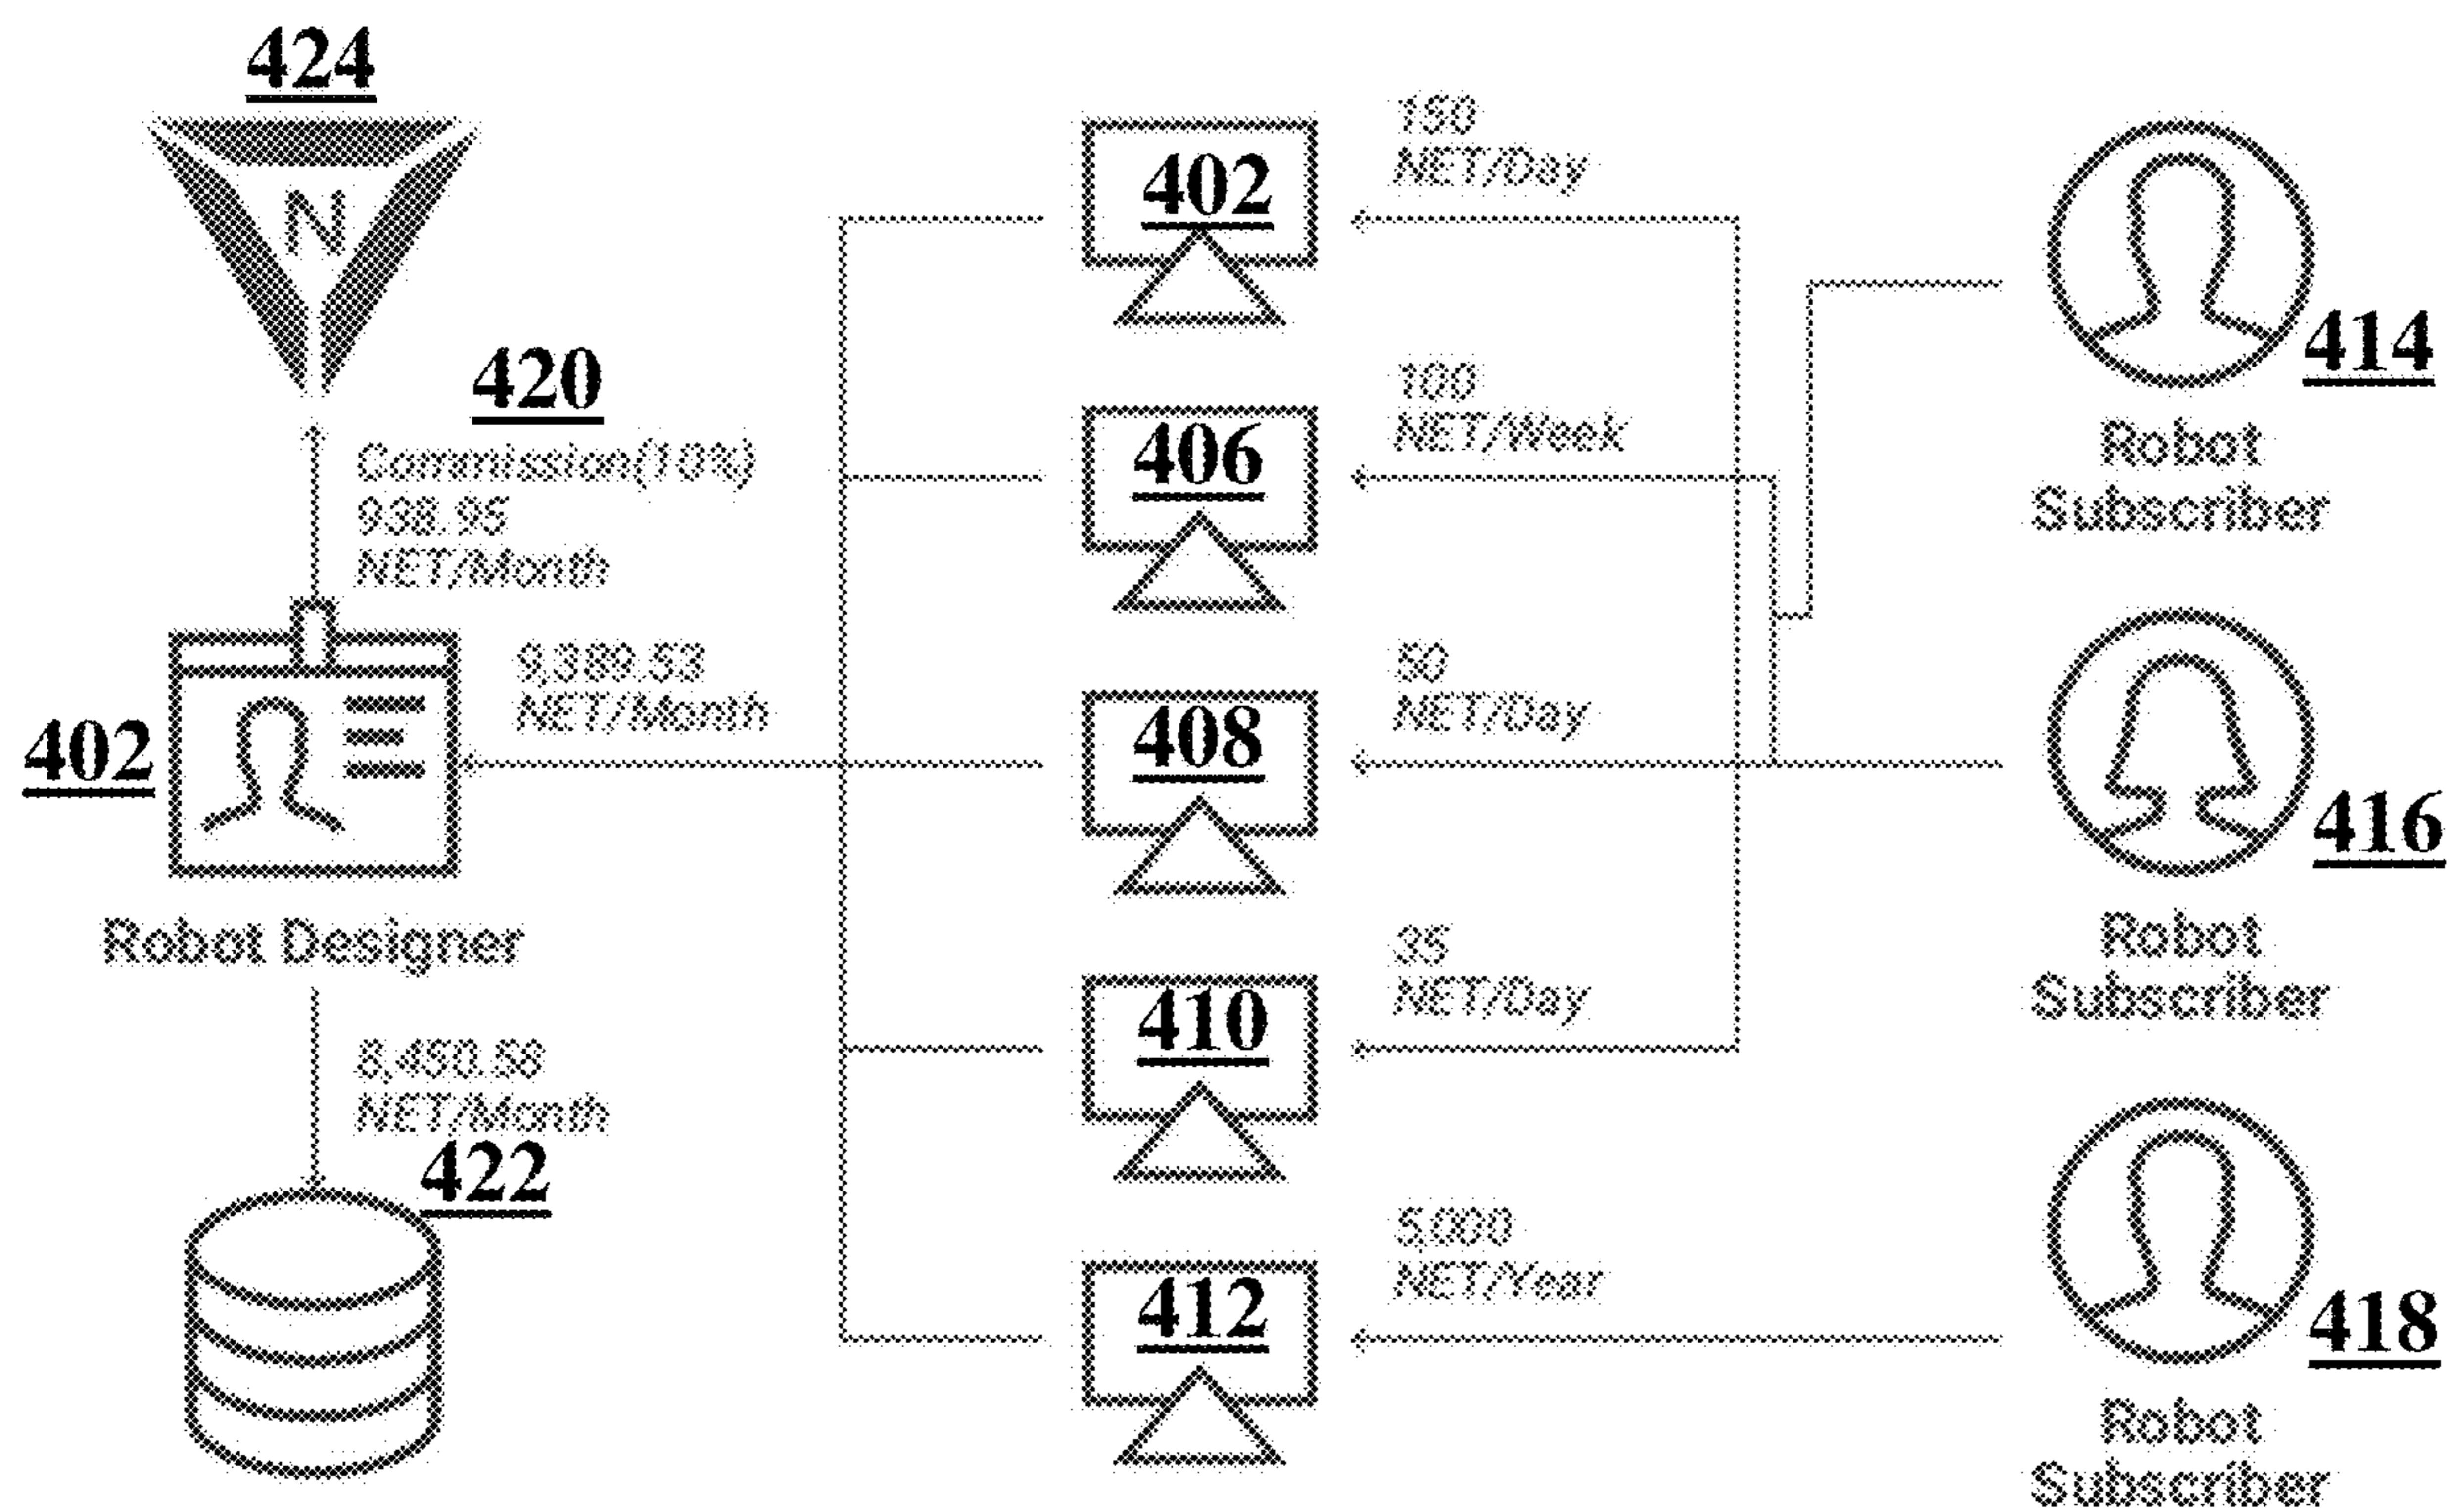 424
420
Commission(10%)
938.95
NET/Month
402
9,389.53
NET/Month
Robot Designer
8,450.58
NET/Month
422
402
406
408
410
412
190
NET/Day
100
NET/Week
60
NET/Day
35
NET/Day
5,000
NET/Year
414
Robot
Subscriber
416
Robot
Subscriber
418
Robot
Subscriber
N